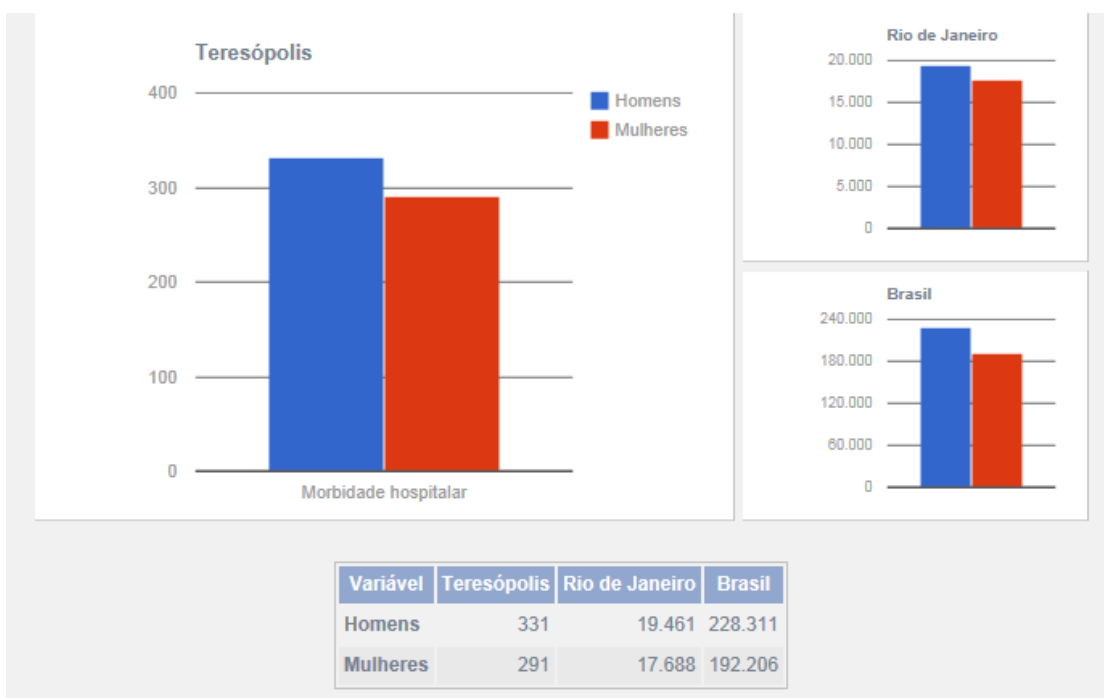 Teresópolis
400
300
200
100
0
Morbidade hospitalar
Homens
Mulheres
Rio de Janeiro
20.000
15.000
10.000
5.000
0
Brasil
240.000
180.000
120.000
60.000
0
Variável Teresópolis Rio de Janeiro Brasil
Homens 331 19.461 228.311
Mulheres 291 17.688 192.206